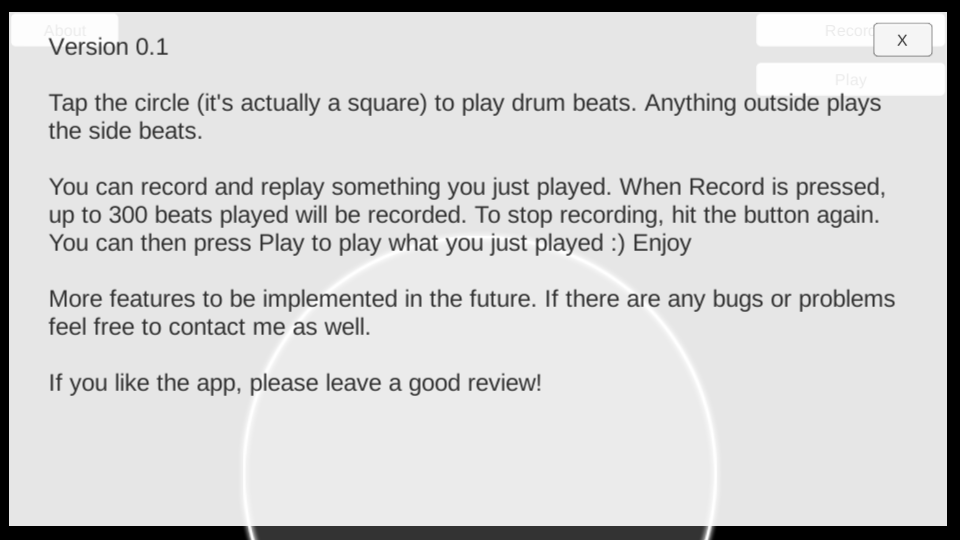 About
Record
X
Play
Version 0.1
Tap the circle (it's actually a square) to play drum beats. Anything outside plays
the side beats.
You can record and replay something you just played. When Record is pressed,
up to 300 beats played will be recorded. To stop recording, hit the button again.
You can then press Play to play what you just played :) Enjoy
More features to be implemented in the future. If there are any bugs or problems
feel free to contact me as well.
If you like the app, please leave a good review!